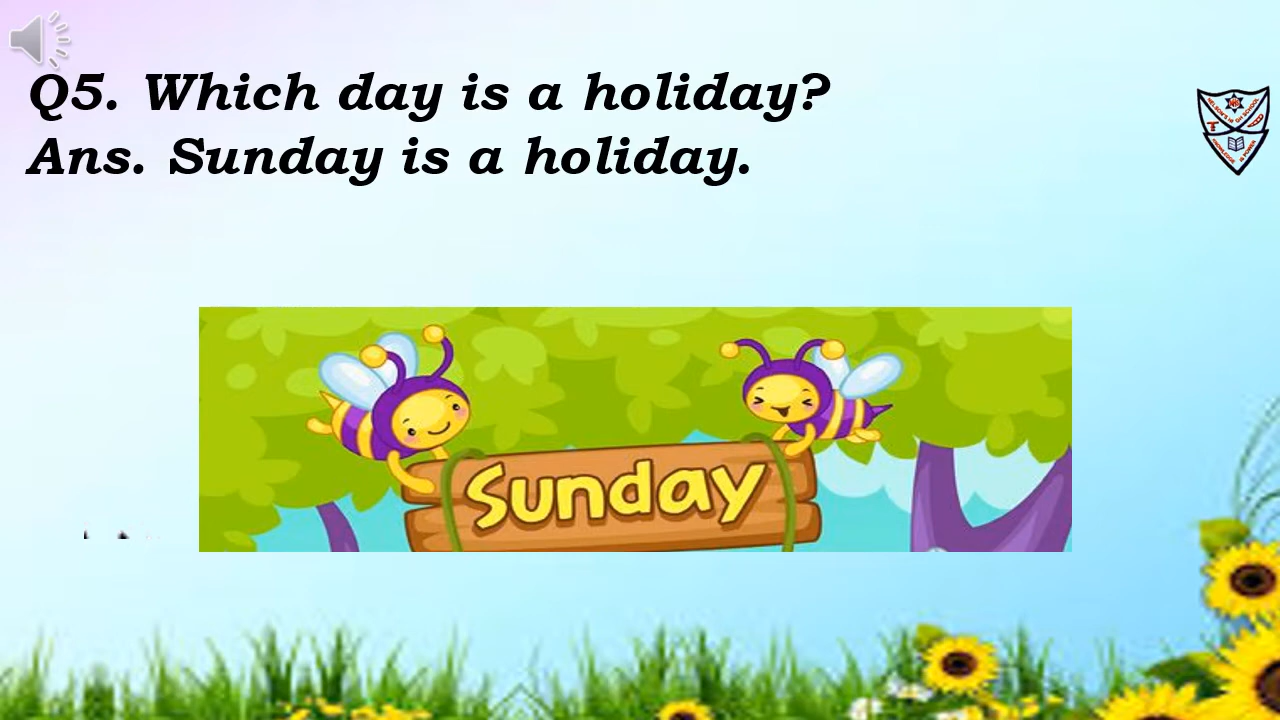 Q5. Which day is a holiday?
Ans. Sunday is a holiday.
Sunday